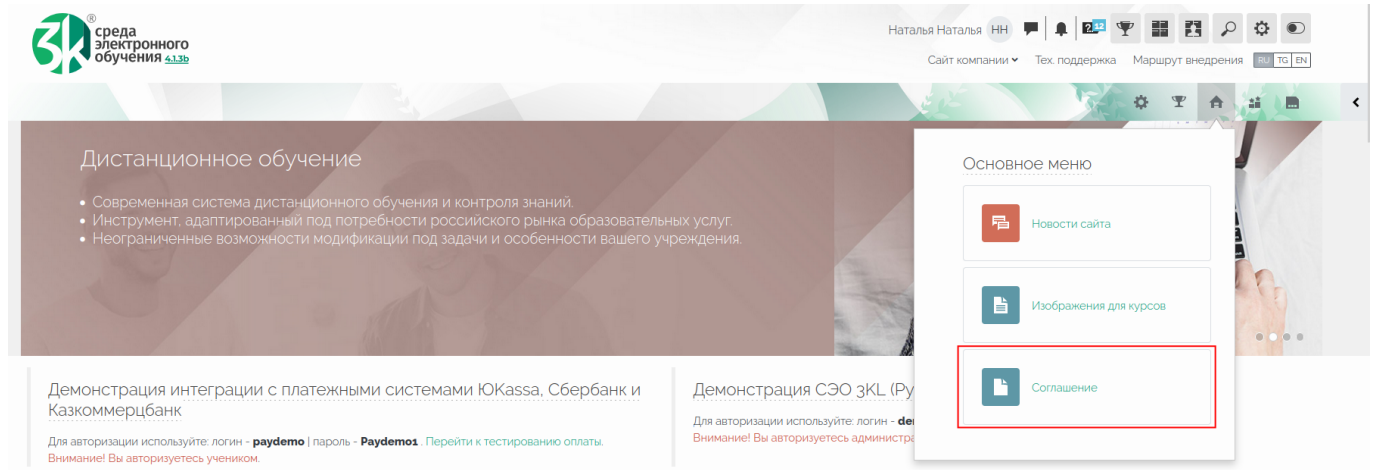 3k ®
среда
электронного
обучения 4.1.3b
Наталья Наталья НН 12
Сайт компании Тех. поддержка Маршрут внедрения RU TG EN
Дистанционное обучение
• Современная система дистанционного обучения и контроля знаний.
• Инструмент, адаптированный под потребности российского рынка образовательных услуг.
• Неограниченные возможности модификации под задачи и особенности вашего учреждения.
Основное меню
Новости сайта
Изображения для курсов
Соглашение
Демонстрация интеграции с платежными системами ЮKassa, Сбербанк и
Казкоммерцбанк
Для авторизации используйте: логин - paydemo | пароль - Paydemo1 . Перейти к тестированию оплаты.
Внимание! Вы авторизуетесь учеником.
Демонстрация СЭО 3KL (Ру
Для авторизации используйте: логин - de
Внимание! Вы авторизуетесь администра